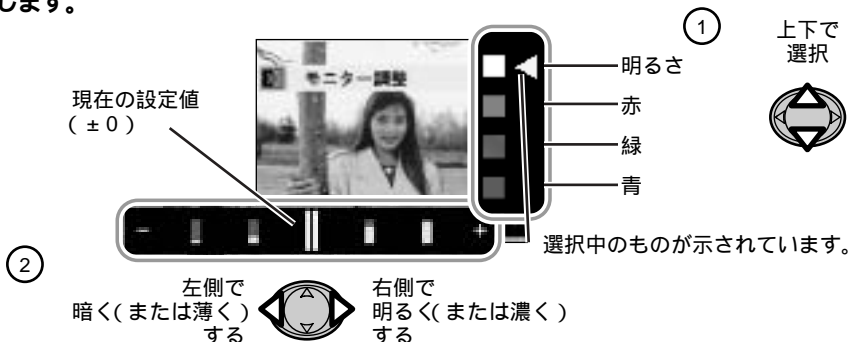 します。
1
上下で
選択
モニター調整
明るさ
赤
緑
青
現在の設定値
(±0)
- +
選択中のものが示されています。
2
左側で
暗く(または薄く)
する
右側で
明るく(または濃く)
する